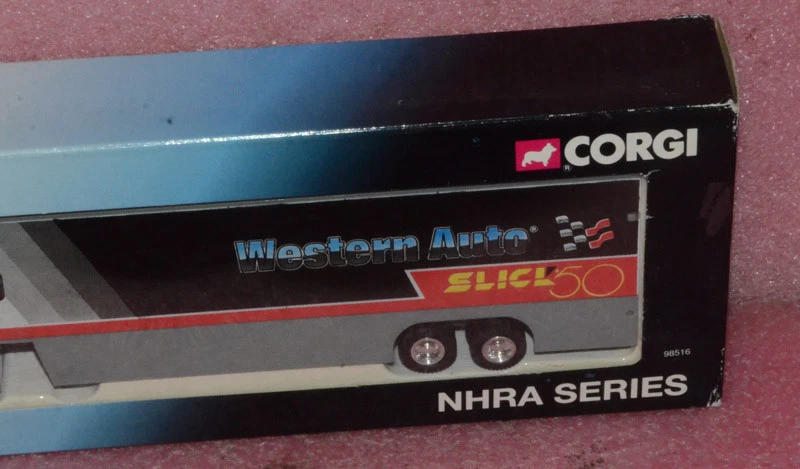 CORGI
®
Western Auto®
SLICK 50
98516
NHRA SERIES